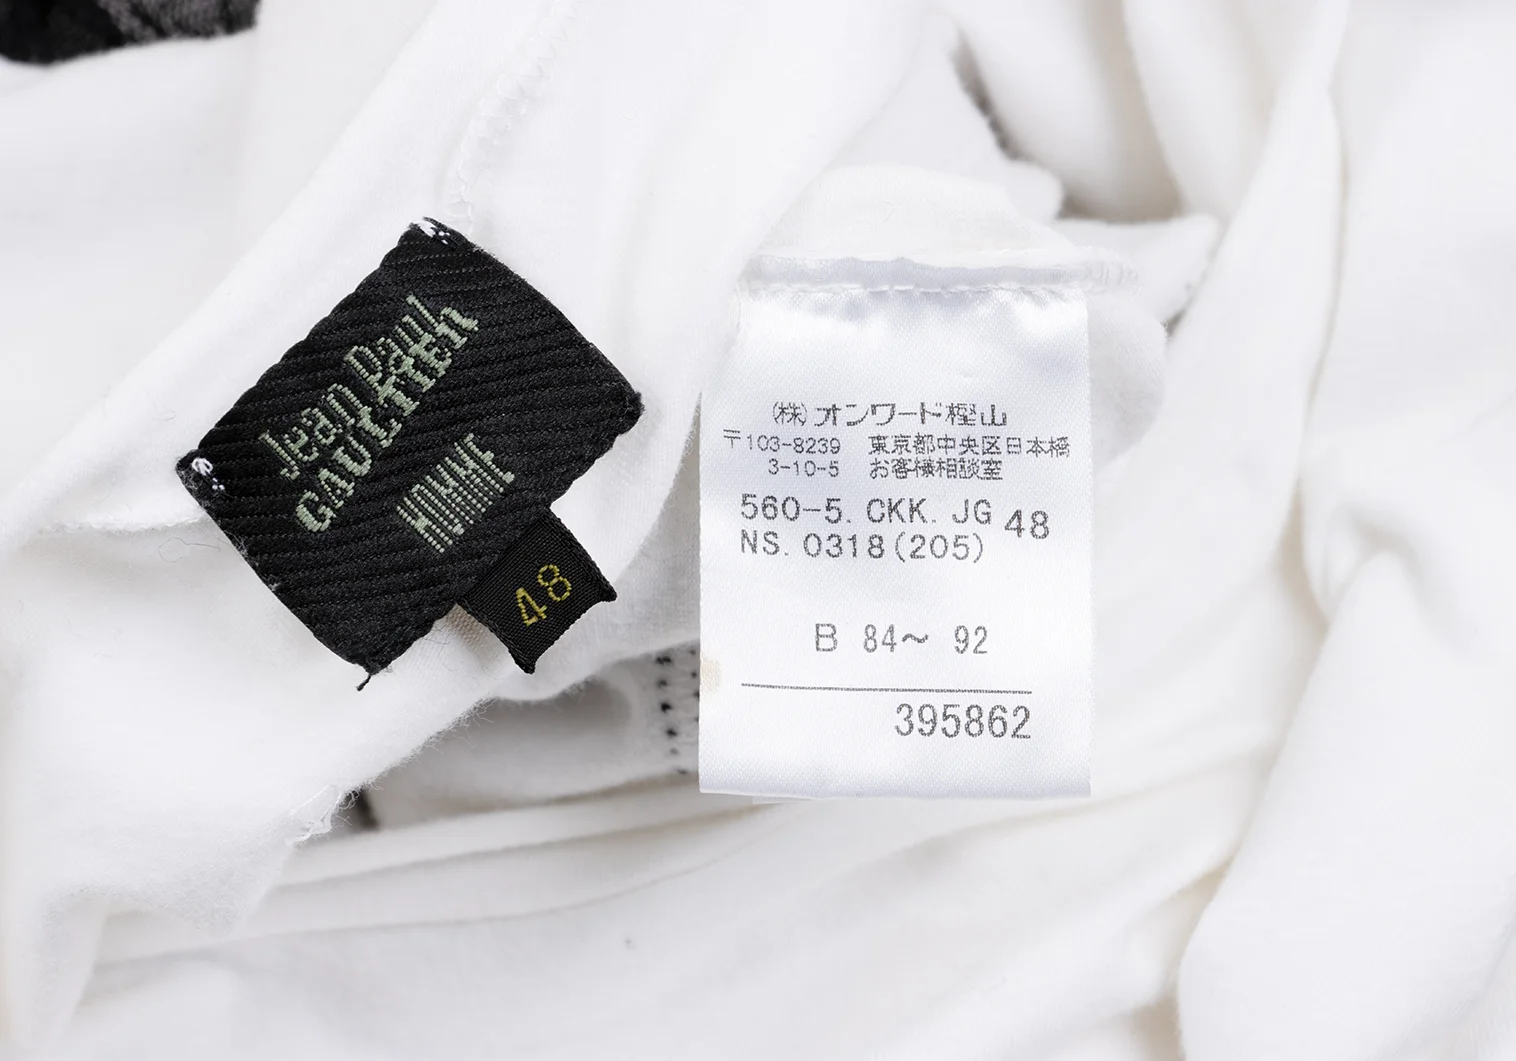 Jean Paul
GAULTIER
HOMME
48
(株)オンワード樫山
〒103-8239 東京都中央区日本橋
3-10-5 お客様相談室
560-5. CKK. JG 48
NS. 0318(205)
B 84～ 92
395862